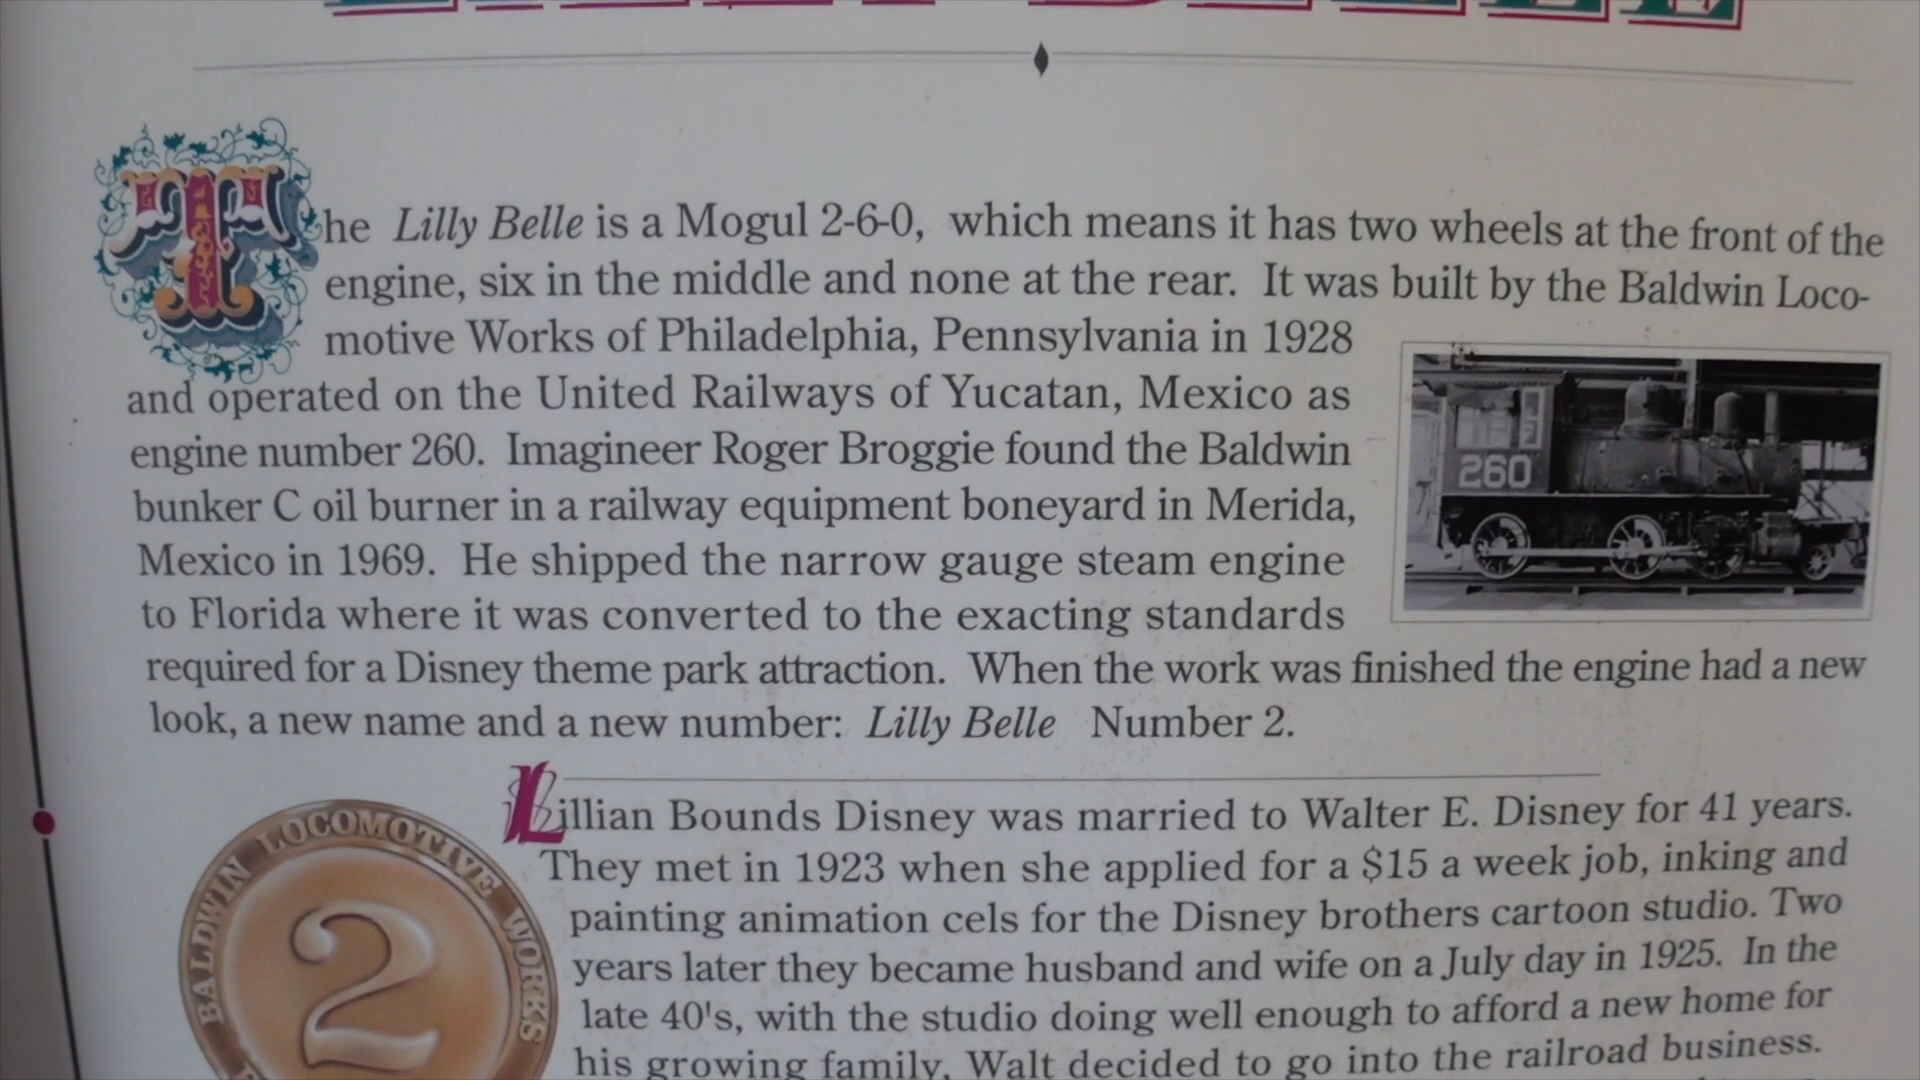 The Lilly Belle is a Mogul 2-6-0, which means it has two wheels at the front of the
engine, six in the middle and none at the rear. It was built by the Baldwin Loco-
motive Works of Philadelphia, Pennsylvania in 1928
and operated on the United Railways of Yucatan, Mexico as
engine number 260. Imagineer Roger Broggie found the Baldwin
bunker C oil burner in a railway equipment boneyard in Merida,
Mexico in 1969. He shipped the narrow gauge steam engine
to Florida where it was converted to the exacting standards
required for a Disney theme park attraction. When the work was finished the engine had a new
look, a new name and a new number: Lilly Belle Number 2.
260
Lillian Bounds Disney was married to Walter E. Disney for 41 years.
They met in 1923 when she applied for a $15 a week job, inking and
painting animation cels for the Disney brothers cartoon studio. Two
years later they became husband and wife on a July day in 1925. In the
late 40's, with the studio doing well enough to afford a new home for
his growing family, Walt decided to go into the railroad business.
BALDWIN LOCOMOTIVE WORKS
2